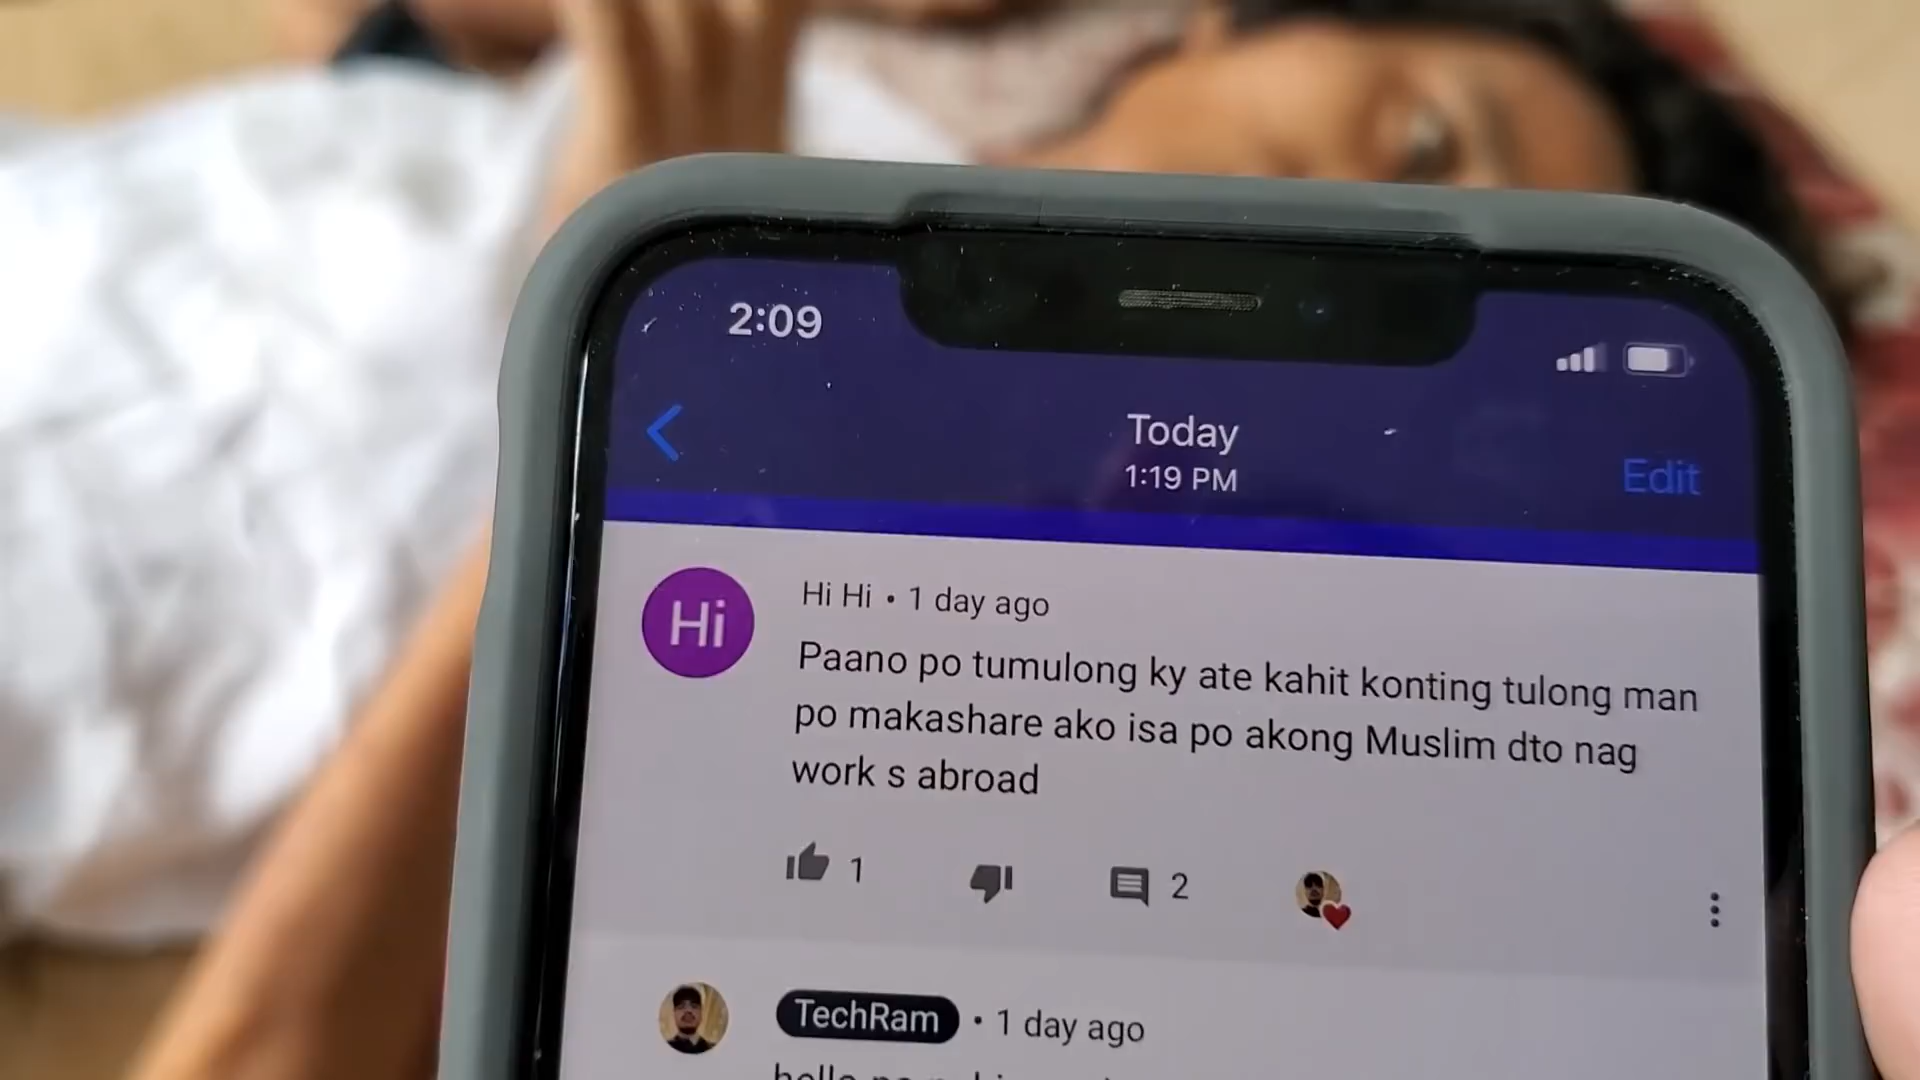 2:09
Today
1:19 PM
Edit
Hi
Hi Hi • 1 day ago
Paano po tumulong ky ate kahit konting tulong man
po makashare ako isa po akong Muslim dto nag
work s abroad
1
2
TechRam • 1 day ago